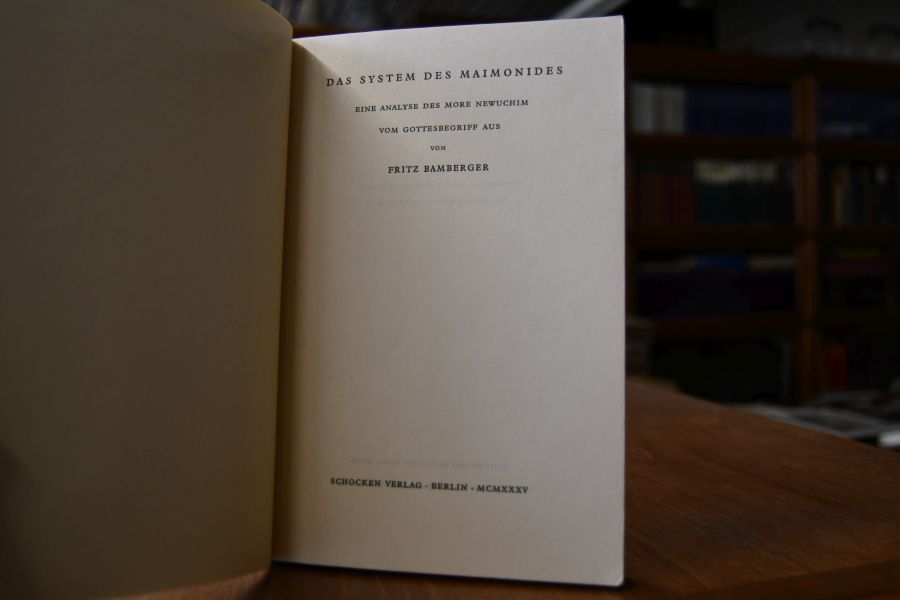 DAS SYSTEM DES MAIMONIDES
EINE ANALYSE DES MORE NEWUCHIM
VOM GOTTESBEGRIFF AUS
VON
FRITZ BAMBERGER
SCHOCKEN VERLAG · BERLIN · MCMXXXV